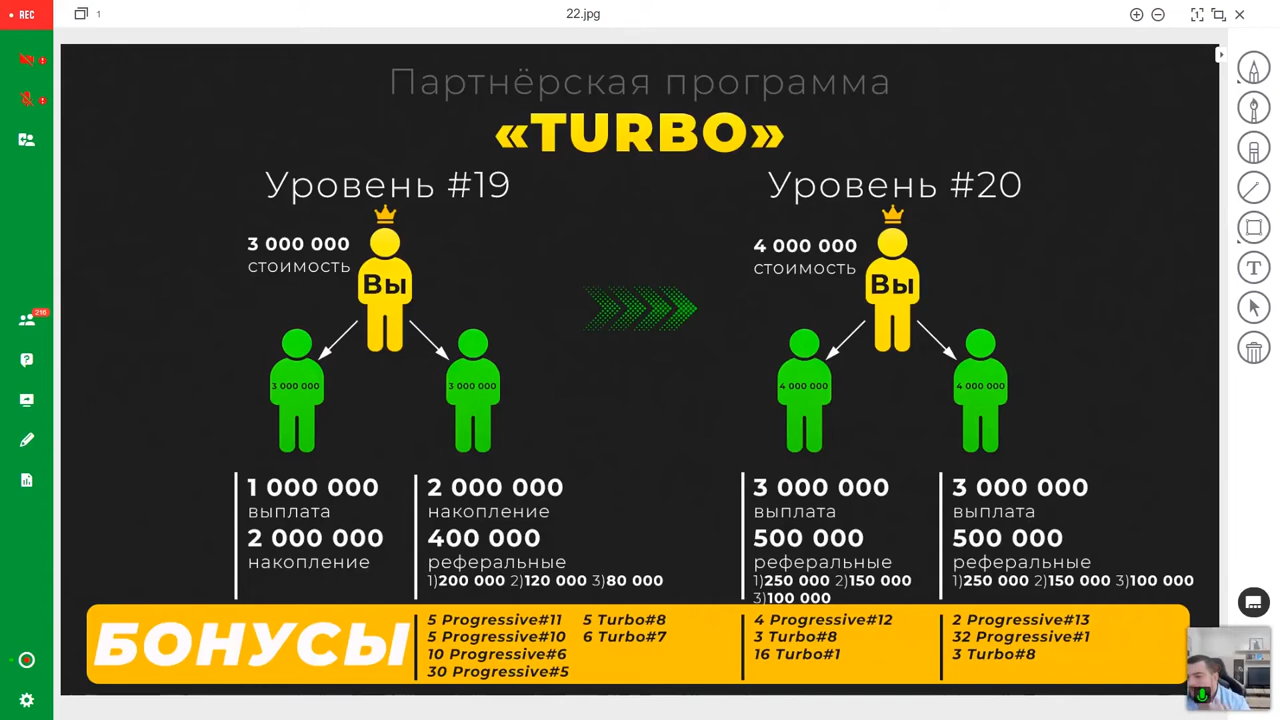 REC
1
22.jpg
Партнёрская программа
«TURBO»
Уровень #19
3 000 000
стоимость
Вы
3 000 000
3 000 000
1 000 000
выплата
2 000 000
накопление
2 000 000
накопление
400 000
реферальные
1)200 000 2)120 000 3)80 000
Уровень #20
4 000 000
стоимость
Вы
4 000 000
4 000 000
3 000 000
выплата
500 000
реферальные
1)250 000 2)150 000
3)100 000
3 000 000
выплата
500 000
реферальные
1)250 000 2)150 000 3)100 000
БОНУСЫ
5 Progressive#11
5 Progressive#10
10 Progressive#6
30 Progressive#5
5 Turbo#8
6 Turbo#7
4 Progressive#12
3 Turbo#8
16 Turbo#1
2 Progressive#13
32 Progressive#1
3 Turbo#8
216
T